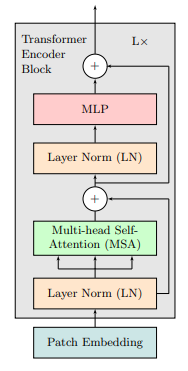 Transformer
Encoder
Block
L×
+
MLP
Layer Norm (LN)
+
Multi-head Self-
Attention (MSA)
Layer Norm (LN)
Patch Embedding